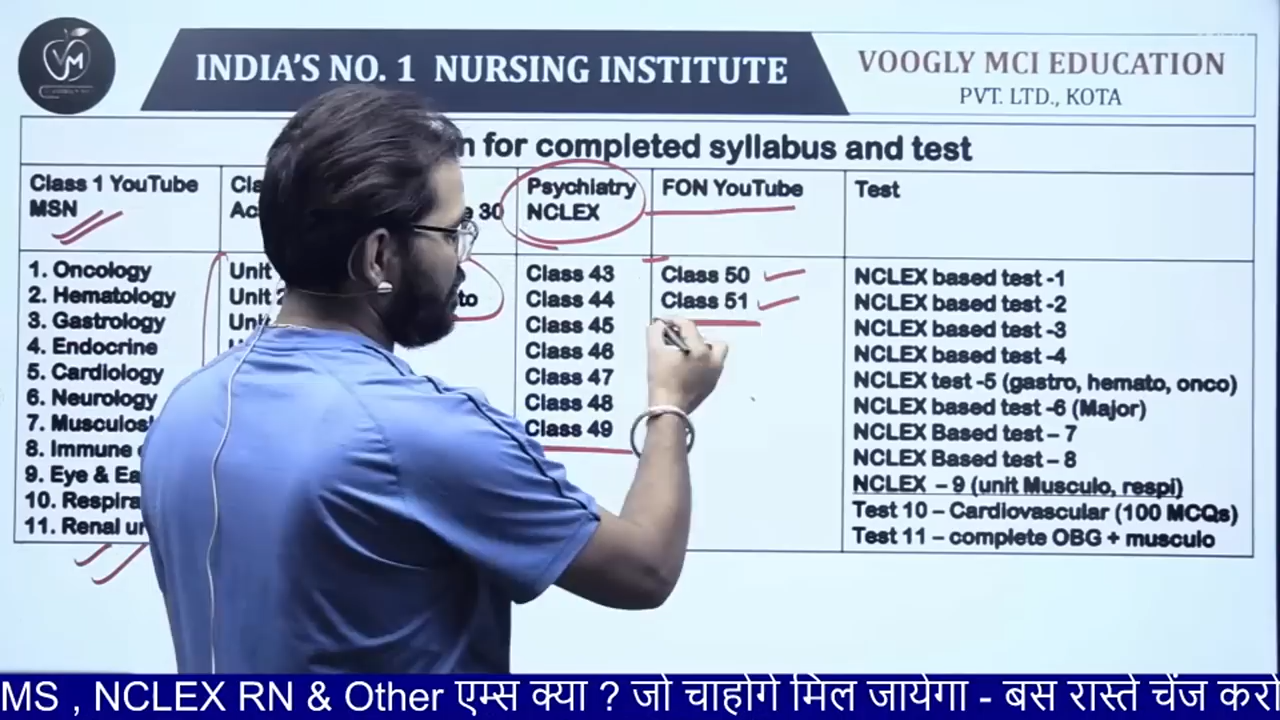 VM
INDIA'S NO. 1 NURSING INSTITUTE
VOOGLY MCI EDUCATION
PVT. LTD., KOTA
for completed syllabus and test
Class 1 YouTube
MSN
30
Psychiatry
NCLEX
FON YouTube
Test
1. Oncology
2. Hematology
3. Gastrology
4. Endocrine
5. Cardiology
6. Neurology
7.
8. Immune
9. Eye &
10.
11. Renal
Unit
Unit
to
Class 43
Class 44
Class 45
Class 46
Class 47
Class 48
Class 49
Class 50
Class 51
NCLEX based test -1
NCLEX based test -2
NCLEX based test -3
NCLEX based test -4
NCLEX test -5 (gastro, hemato, onco)
NCLEX based test -6 (Major)
NCLEX Based test – 7
NCLEX Based test – 8
NCLEX – 9 (unit Musculo, respi)
Test 10 – Cardiovascular (100 MCQs)
Test 11 – complete OBG + musculo
MS , NCLEX RN & Other एम्स क्या ? जो चाहोगे मिल जायेगा - बस रास्ते चेंज करो